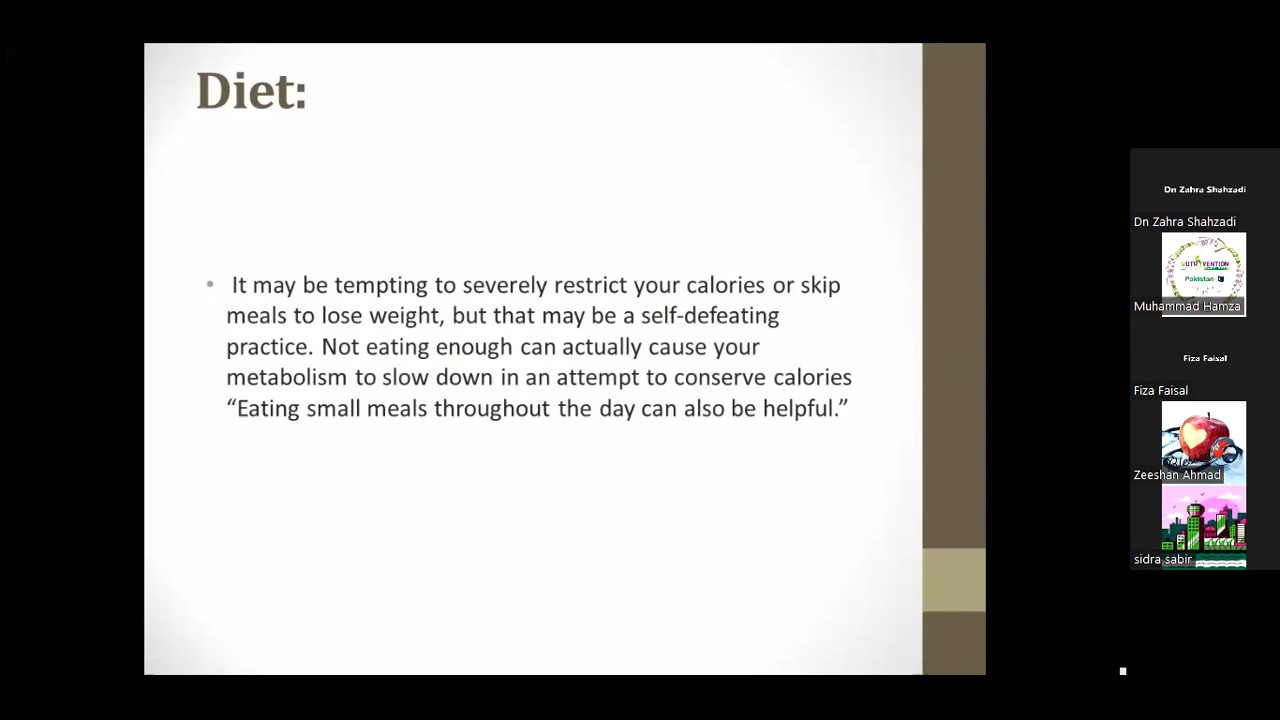 Diet:
• It may be tempting to severely restrict your calories or skip
meals to lose weight, but that may be a self-defeating
practice. Not eating enough can actually cause your
metabolism to slow down in an attempt to conserve calories
“Eating small meals throughout the day can also be helpful.”
Dn Zahra Shahzadi
Dn Zahra Shahzadi
Pakistan
Muhammad Hamza
Fiza Faisal
Fiza Faisal
Zeeshan Ahmad
sidra sabir